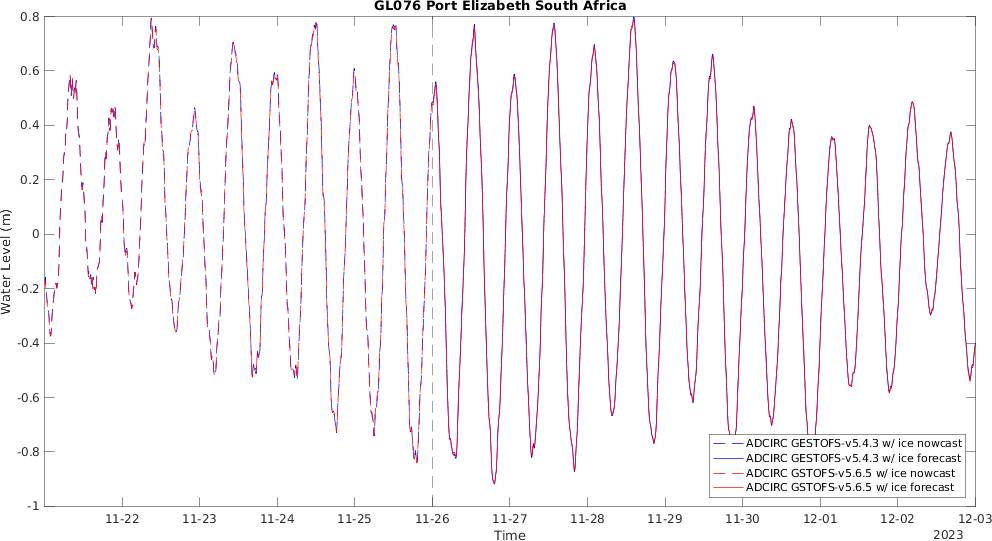 GL076 Port Elizabeth South Africa
0.8
0.6
0.4
0.2
0
-0.2
-0.4
-0.6
-0.8
-1
Water Level (m)
ADCIRC GESTOFS-v5.4.3 w/ ice nowcast
ADCIRC GESTOFS-v5.4.3 w/ ice forecast
ADCIRC GSTOFS-v5.6.5 w/ ice nowcast
ADCIRC GSTOFS-v5.6.5 w/ ice forecast
11-22 11-23 11-24 11-25 11-26 11-27 11-28 11-29 11-30 12-01 12-02 12-03
Time
2023